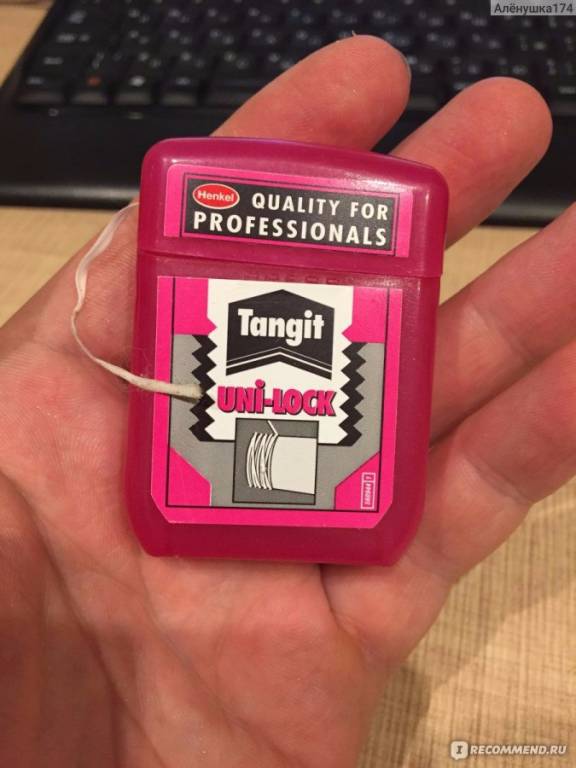 Алёнушка174
Henkel
QUALITY FOR
PROFESSIONALS
Tangit
UNi-LOCK
I RECOMMEND.RU